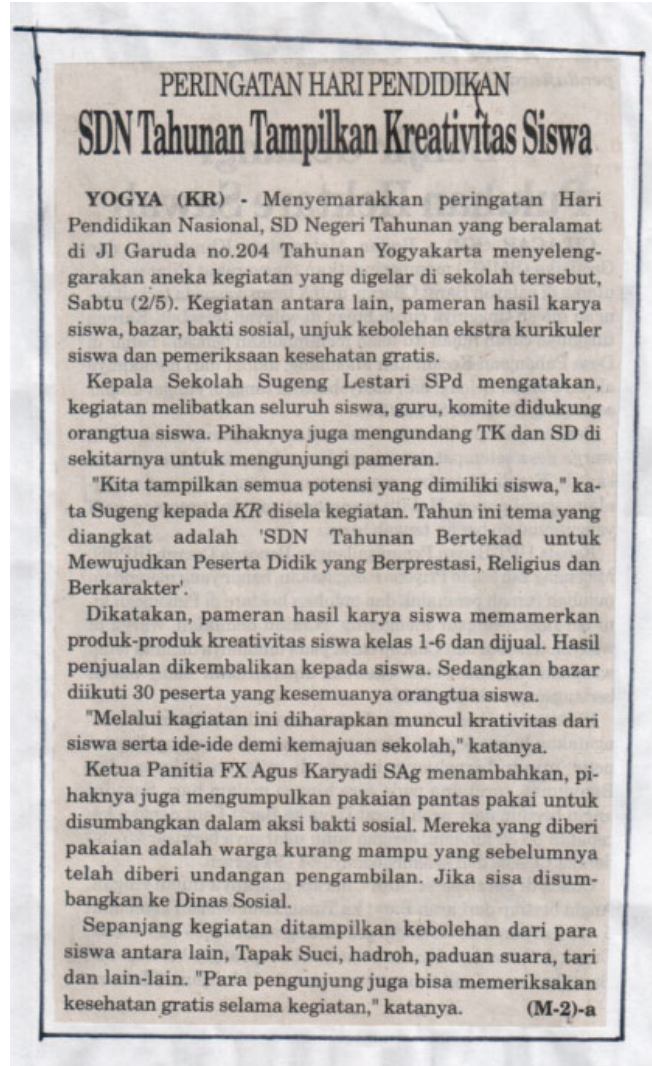 PERINGATAN HARI PENDIDIKAN
SDN Tahunan Tampilkan Kreativitas Siswa
YOGYA (KR) - Menyemarakkan peringatan Hari
Pendidikan Nasional, SD Negeri Tahunan yang beralamat
di Jl Garuda no.204 Tahunan Yogyakarta menyeleng-
garakan aneka kegiatan yang digelar di sekolah tersebut,
Sabtu (2/5). Kegiatan antara lain, pameran hasil karya
siswa, bazar, bakti sosial, unjuk kebolehan ekstra kurikuler
siswa dan pemeriksaan kesehatan gratis.
Kepala Sekolah Sugeng Lestari SPd mengatakan,
kegiatan melibatkan seluruh siswa, guru, komite didukung
orangtua siswa. Pihaknya juga mengundang TK dan SD di
sekitarnya untuk mengunjungi pameran.
"Kita tampilkan semua potensi yang dimiliki siswa," ka-
ta Sugeng kepada KR disela kegiatan. Tahun ini tema yang
diangkat adalah 'SDN Tahunan Bertekad untuk
Mewujudkan Peserta Didik yang Berprestasi, Religius dan
Berkarakter'.
Dikatakan, pameran hasil karya siswa memamerkan
produk-produk kreativitas siswa kelas 1-6 dan dijual. Hasil
penjualan dikembalikan kepada siswa. Sedangkan bazar
diikuti 30 peserta yang kesemuanya orangtua siswa.
"Melalui kagiatan ini diharapkan muncul krativitas dari
siswa serta ide-ide demi kemajuan sekolah," katanya.
Ketua Panitia FX Agus Karyadi SAg menambahkan, pi-
haknya juga mengumpulkan pakaian pantas pakai untuk
disumbangkan dalam aksi bakti sosial. Mereka yang diberi
pakaian adalah warga kurang mampu yang sebelumnya
telah diberi undangan pengambilan. Jika sisa disum-
bangkan ke Dinas Sosial.
Sepanjang kegiatan ditampilkan kebolehan dari para
siswa antara lain, Tapak Suci, hadroh, paduan suara, tari
dan lain-lain. "Para pengunjung juga bisa memeriksakan
kesehatan gratis selama kegiatan," katanya. (M-2)-a